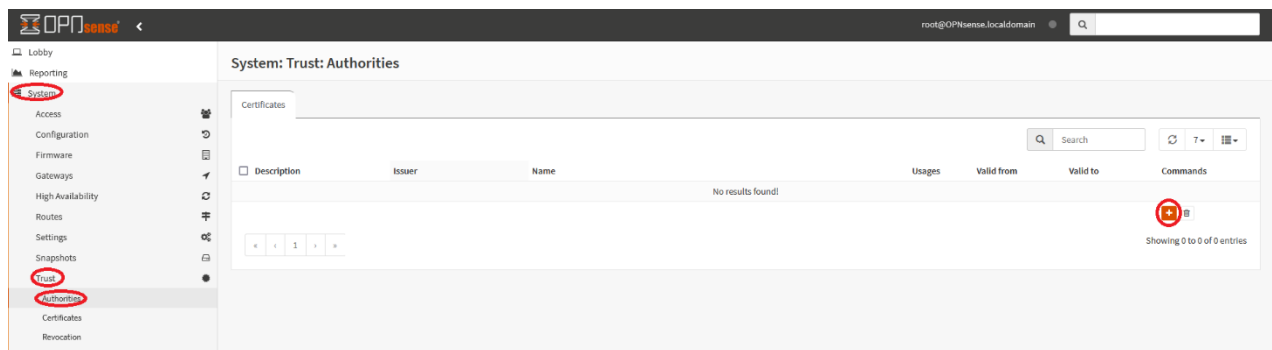 OPNsense
root@OPNsense.localdomain
Lobby
Reporting
System
Access
Configuration
Firmware
Gateways
High Availability
Routes
Settings
Snapshots
Trust
Authorities
Certificates
Revocation
System: Trust: Authorities
Certificates
Search 7
Description Issuer Name Usages Valid from Valid to Commands
No results found!
« ‹ 1 › »
Showing 0 to 0 of 0 entries